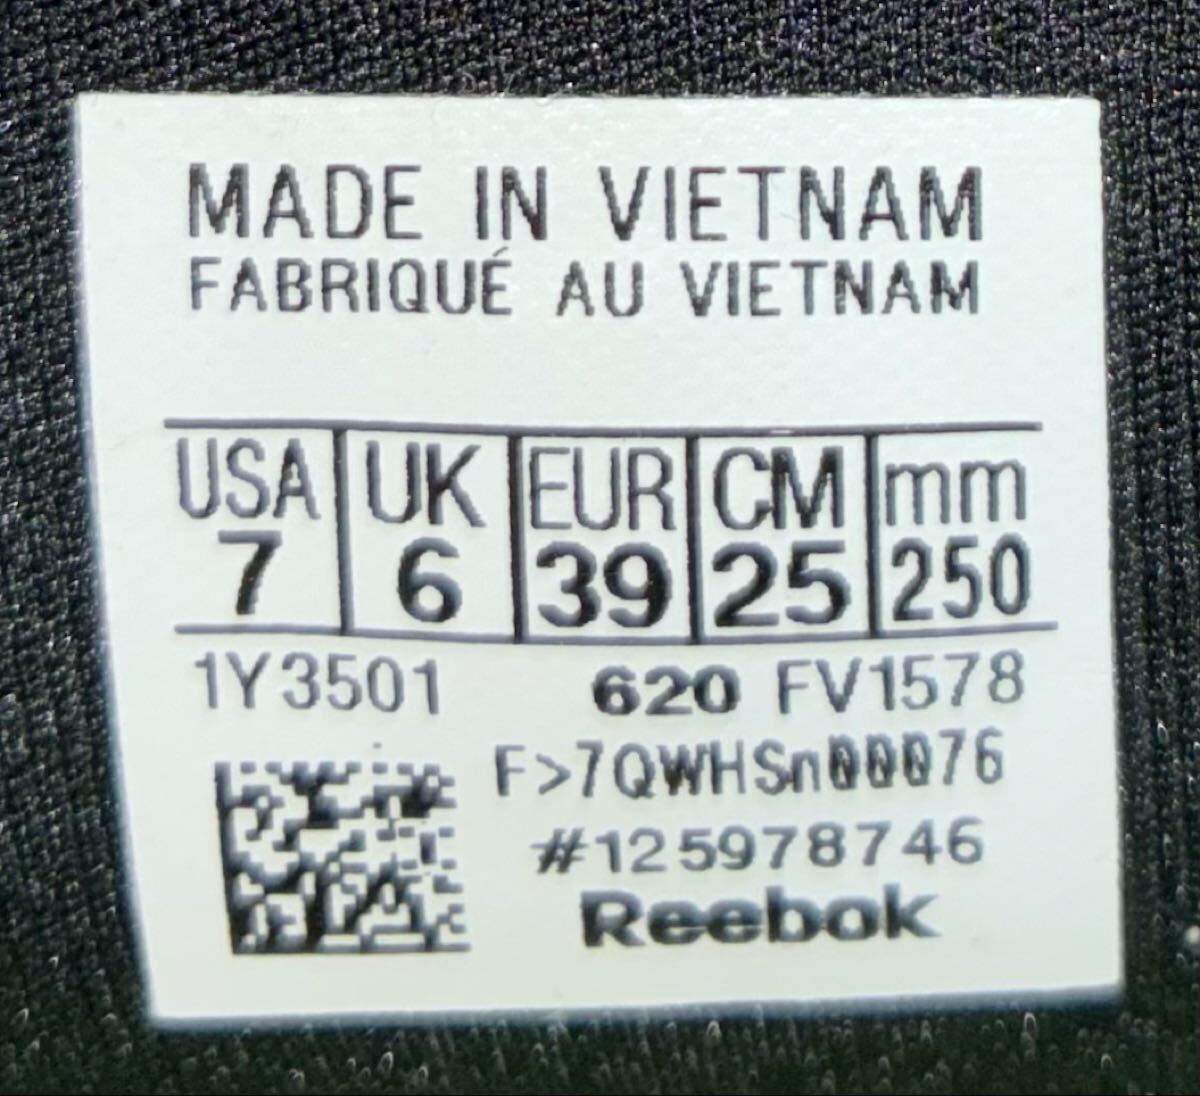 MADE IN VIETNAM
FABRIQUÉ AU VIETNAM
USA UK EUR CM mm
7 6 39 25 250
1Y3501 620 FV1578
F>7QWHSn00076
#125978746
Reebok